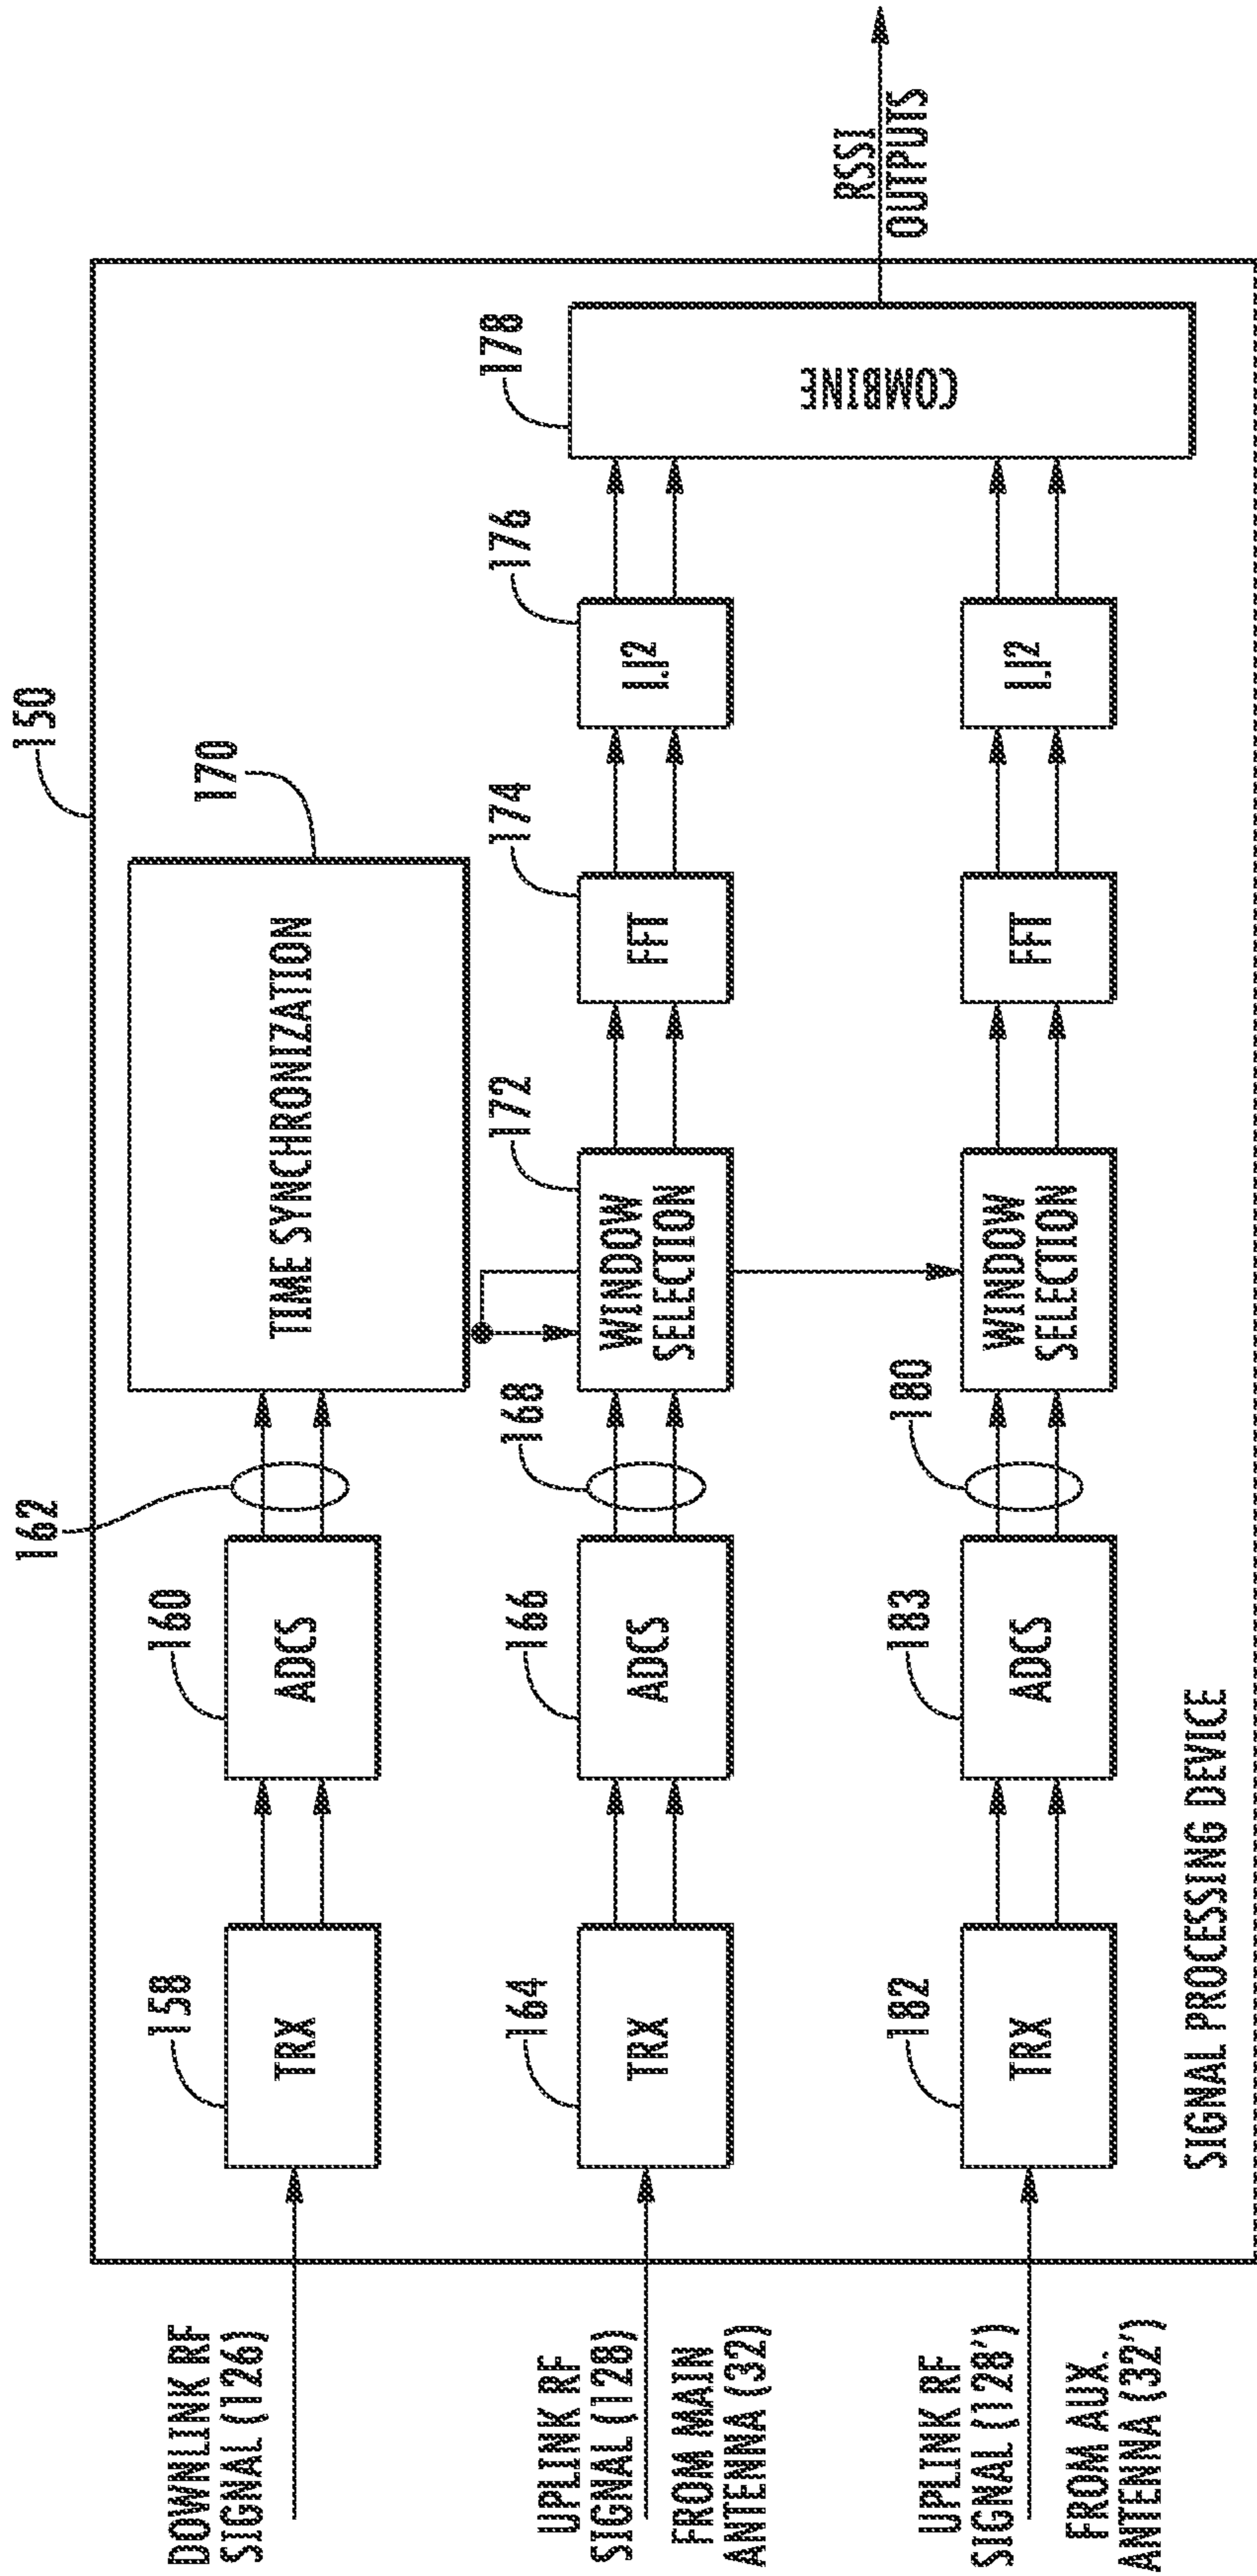 150
162
170
DOWNLINK RF
SIGNAL (126)
158
TRX
160
ADCS
TIME SYNCHRONIZATION
UPLINK RF
SIGNAL (128)
FROM MAIN
ANTENNA (32)
164
TRX
166
ADCS
168
172
WINDOW
SELECTION
174
FFT
176
|.|2
178
COMBINE
RSSI
OUTPUTS
UPLINK RF
SIGNAL (128')
FROM AUX.
ANTENNA (32')
182
TRX
183
ADCS
180
WINDOW
SELECTION
FFT
|.|2
SIGNAL PROCESSING DEVICE